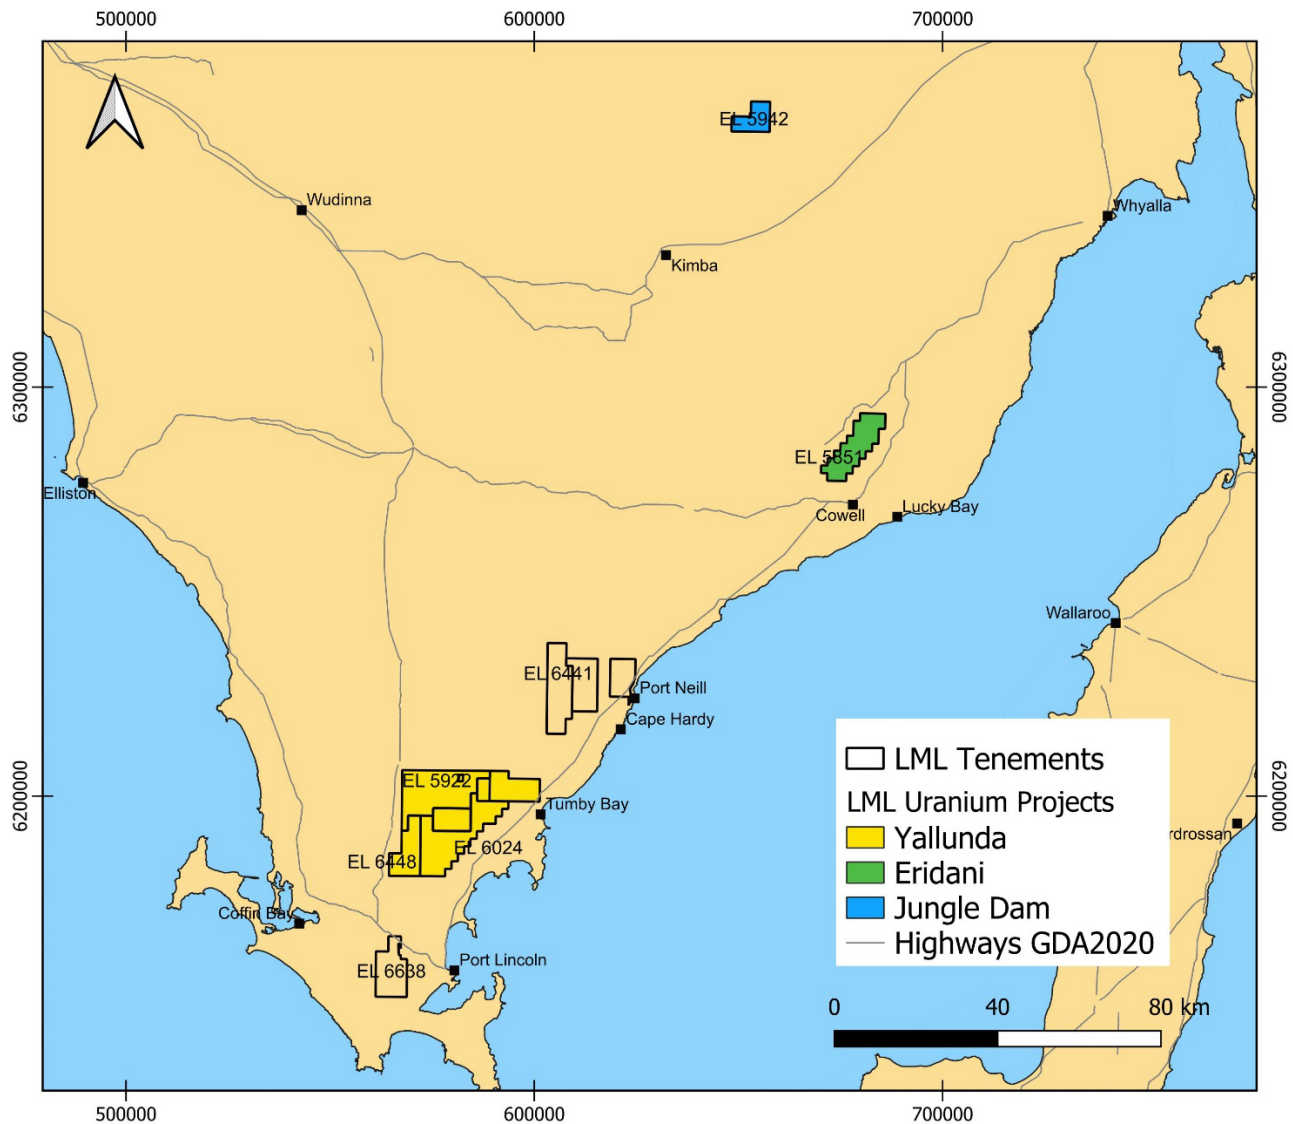 500000
600000
700000
EL 5942
Wudinna
Whyalla
Kimba
6300000
6300000
EL 5851
Elliston
Cowell
Lucky Bay
Wallaroo
EL 6441
Port Neill
Cape Hardy
LML Tenements
EL 5922
LML Uranium Projects
6200000
6200000
Tumby Bay
Yallunda
rdrossan
EL 6024
EL 6448
Eridani
Jungle Dam
Coffin Bay
Highways GDA2020
Port Lincoln
EL 6638
0
40
80 km
500000
600000
700000